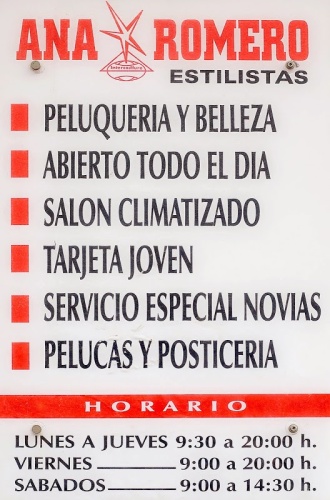 ANA ROMERO
ESTILISTAS
PELUQUERIA Y BELLEZA
ABIERTO TODO EL DIA
SALON CLIMATIZADO
TARJETA JOVEN
SERVICIO ESPECIAL NOVIAS
PELUCAS Y POSTICERIA
HORARIO
LUNES A JUEVES 9:30 a 20:00 h.
VIERNES 9:00 a 20:00 h.
SABADOS 9:00 a 14:30 h.